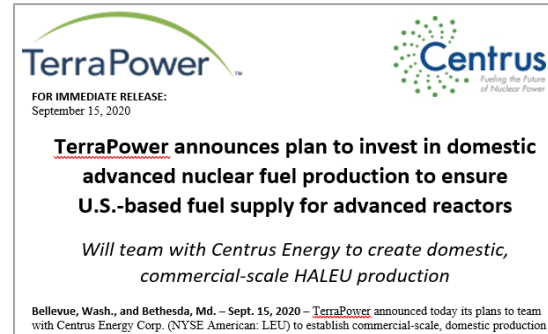 TerraPower™
Centrus
Fueling the Future
of Nuclear Power
FOR IMMEDIATE RELEASE:
September 15, 2020
TerraPower announces plan to invest in domestic
advanced nuclear fuel production to ensure
U.S.-based fuel supply for advanced reactors
Will team with Centrus Energy to create domestic,
commercial-scale HALEU production
Bellevue, Wash., and Bethesda, Md. – Sept. 15, 2020 – TerraPower announced today its plans to team
with Centrus Energy Corp. (NYSE American: LEU) to establish commercial-scale, domestic production